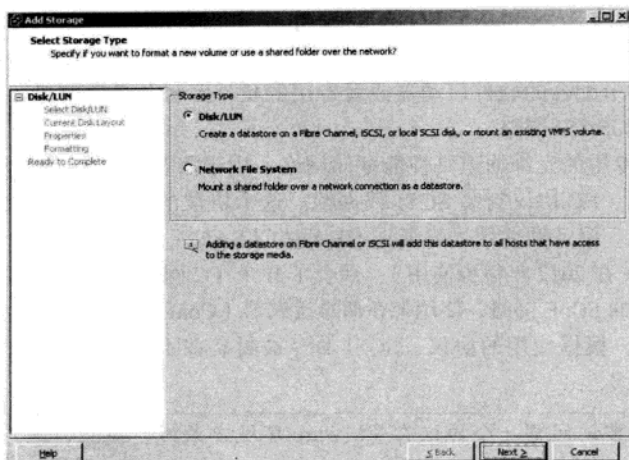 Add Storage
Select Storage Type
Specify if you want to format a new volume or use a shared folder over the network?
Disk/LUN
Select Disk/LUN
Current Disk Layout
Properties
Formatting
Ready to Complete
Storage Type
Disk/LUN
Create a datastore on a Fibre Channel, iSCSI, or local SCSI disk, or mount an existing VMFS volume.
Network File System
Mount a shared folder over a network connection as a datastore.
Adding a datastore on Fibre Channel or iSCSI will add this datastore to all hosts that have access
to the storage media.
Help
< Back
Next >
Cancel